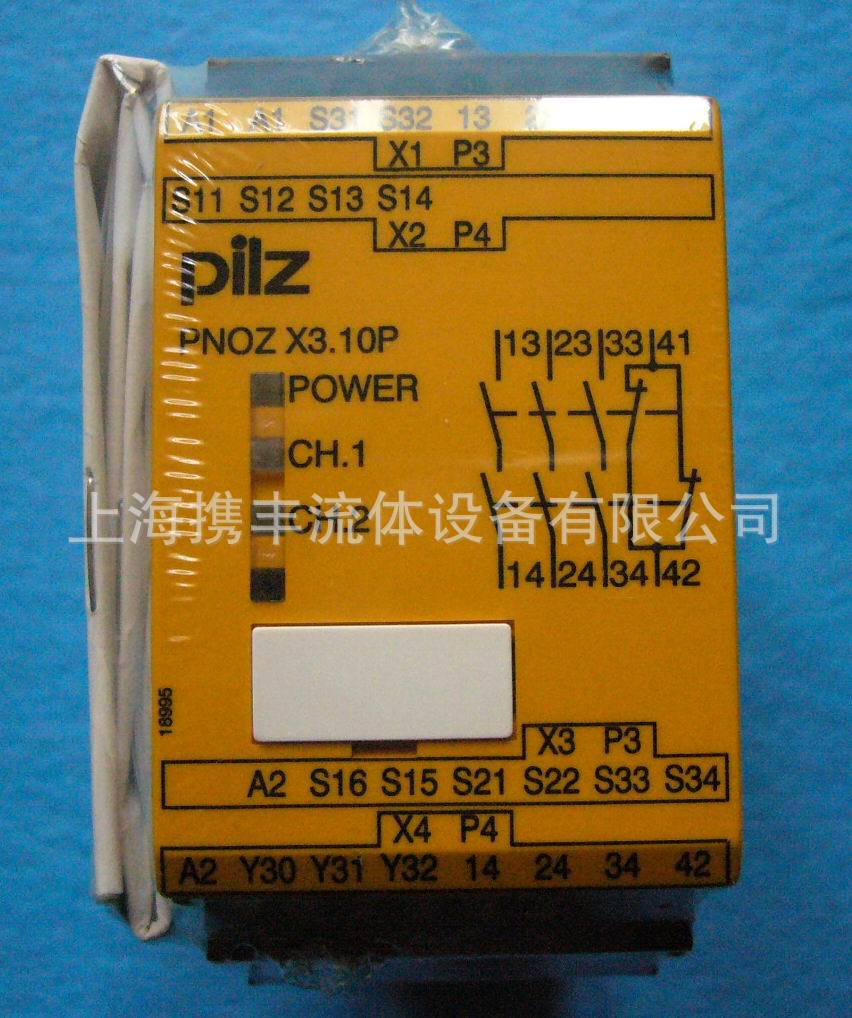 A1 A1 S31 S32 13
X1 P3
S11 S12 S13 S14
X2 P4
pilz
PNOZ X3.10P
13 23 33 41
POWER
CH.1
CH.2
上海携丰流体设备有限公司
14 24 34 42
18995
X3 P3
A2 S16 S15 S21 S22 S33 S34
X4 P4
A2 Y30 Y31 Y32 14 24 34 42